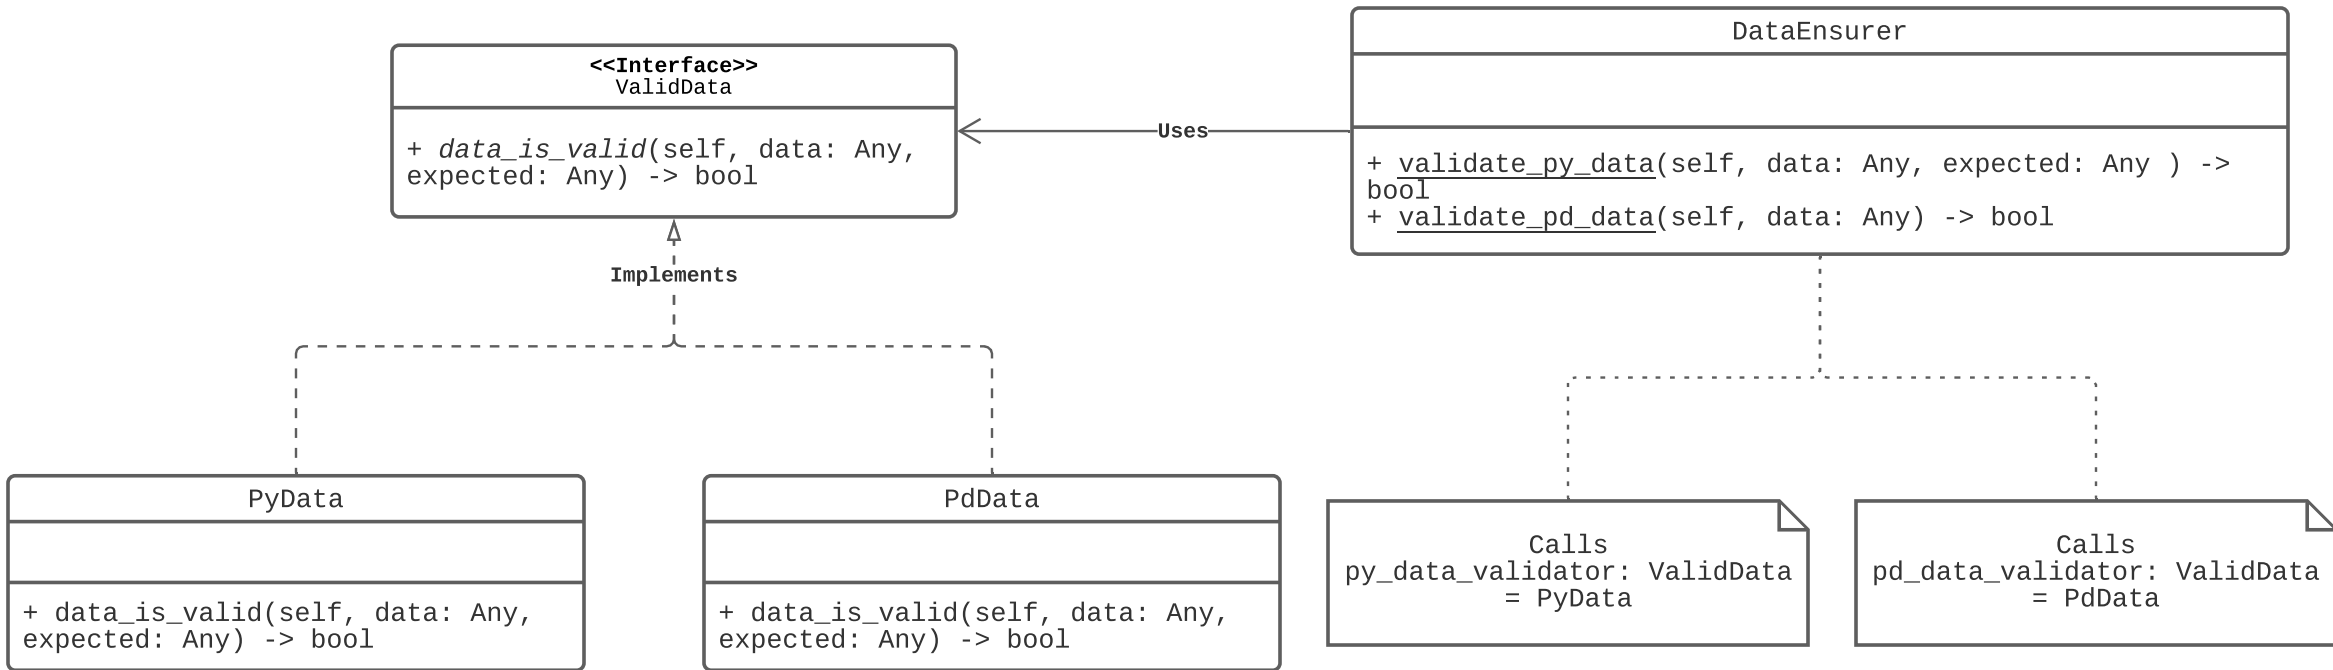 <<Interface>>
ValidData
+ data_is_valid(self, data: Any,
expected: Any) -> bool
Uses
DataEnsurer
+ validate_py_data(self, data: Any, expected: Any ) ->
bool
+ validate_pd_data(self, data: Any) -> bool
Implements
PyData
+ data_is_valid(self, data: Any,
expected: Any) -> bool
PdData
+ data_is_valid(self, data: Any,
expected: Any) -> bool
Calls
py_data_validator: ValidData
= PyData
Calls
pd_data_validator: ValidData
= PdData